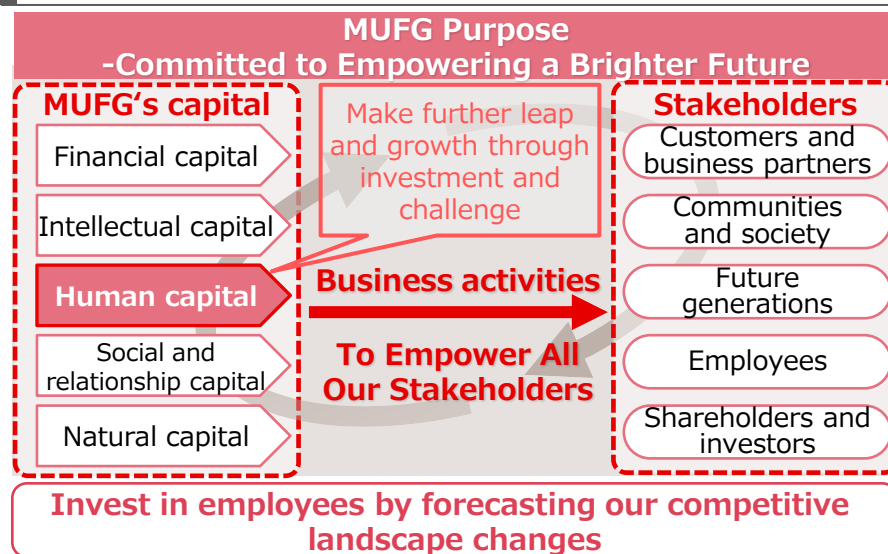 MUFG Purpose
-Committed to Empowering a Brighter Future
MUFG‘s capital
Financial capital
Intellectual capital
Human capital
Social and
relationship capital
Natural capital
Make further leap
and growth through
investment and
challenge
Business activities
To Empower All
Our Stakeholders
Stakeholders
Customers and
business partners
Communities
and society
Future
generations
Employees
Shareholders and
investors
Invest in employees by forecasting our competitive
landscape changes